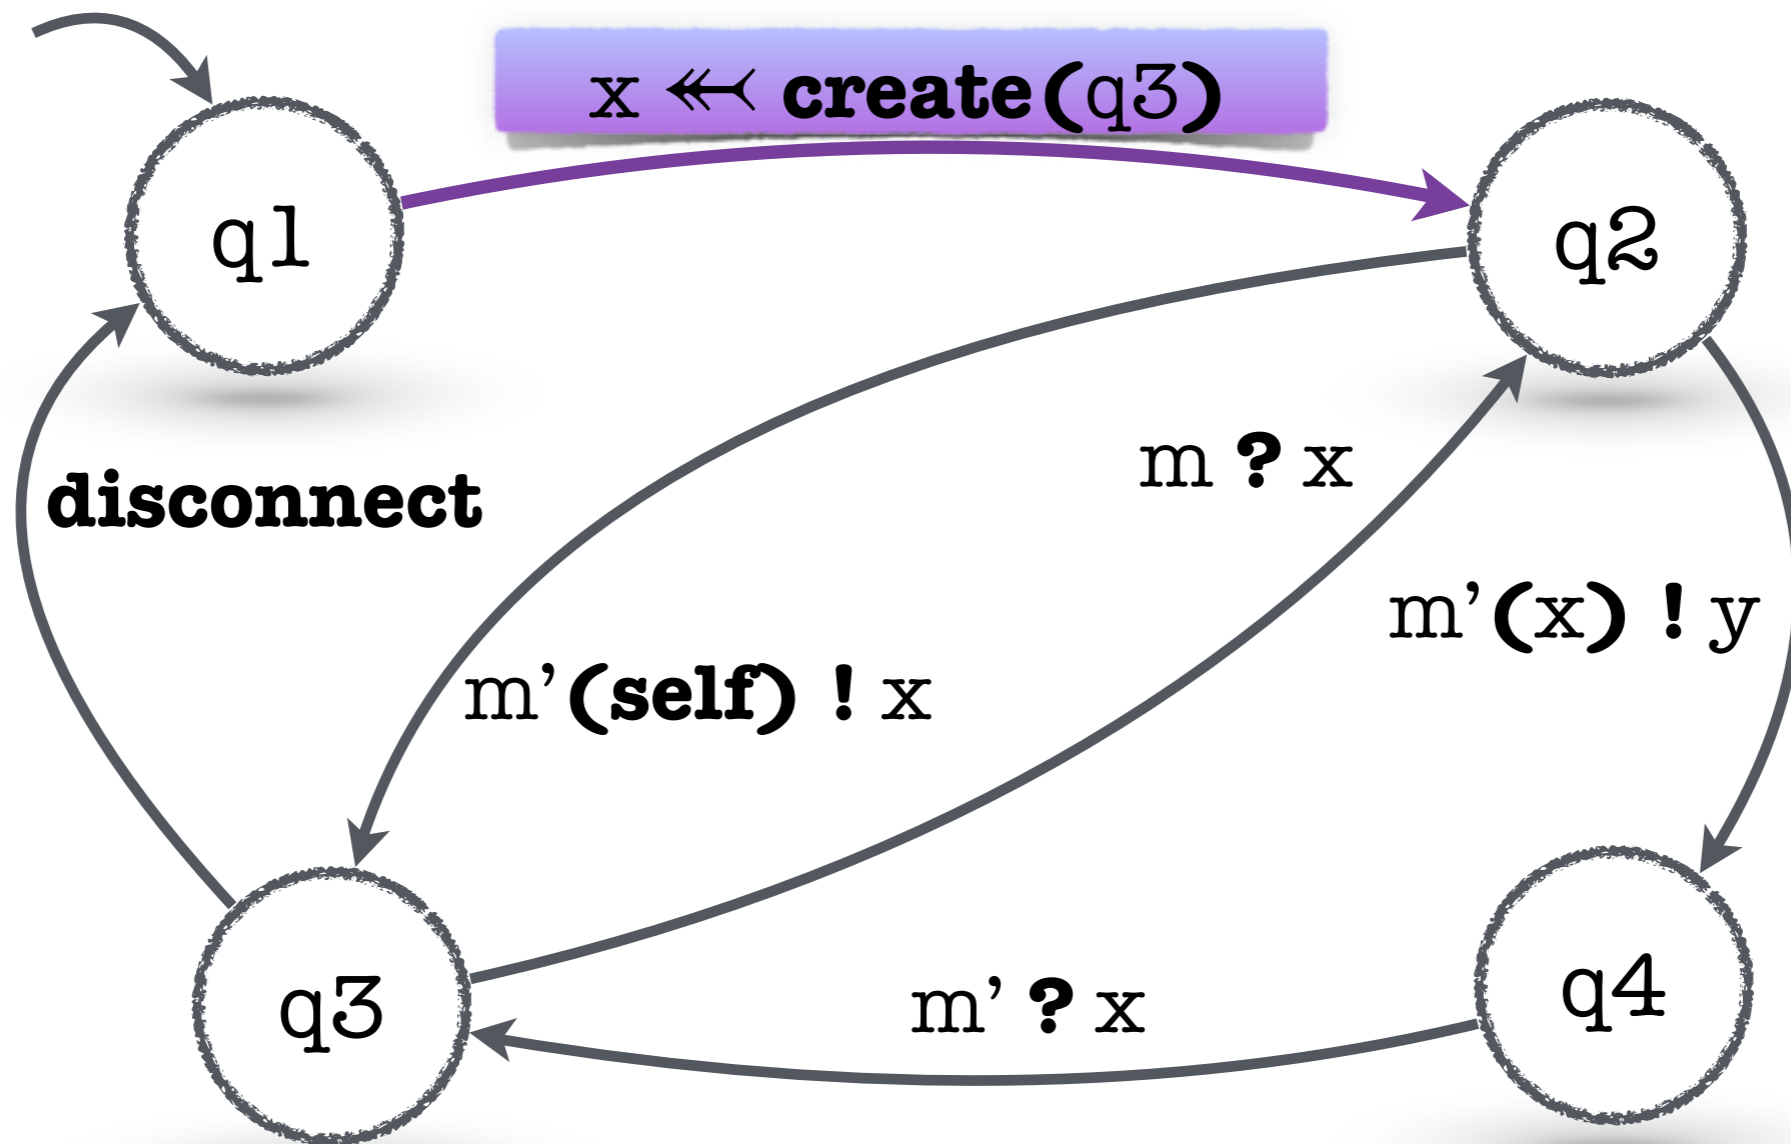 x ⤛ create(q3)
q1
q2
m ? x
disconnect
m’(x) ! y
m’(self) ! x
q3
m’ ? x
q4